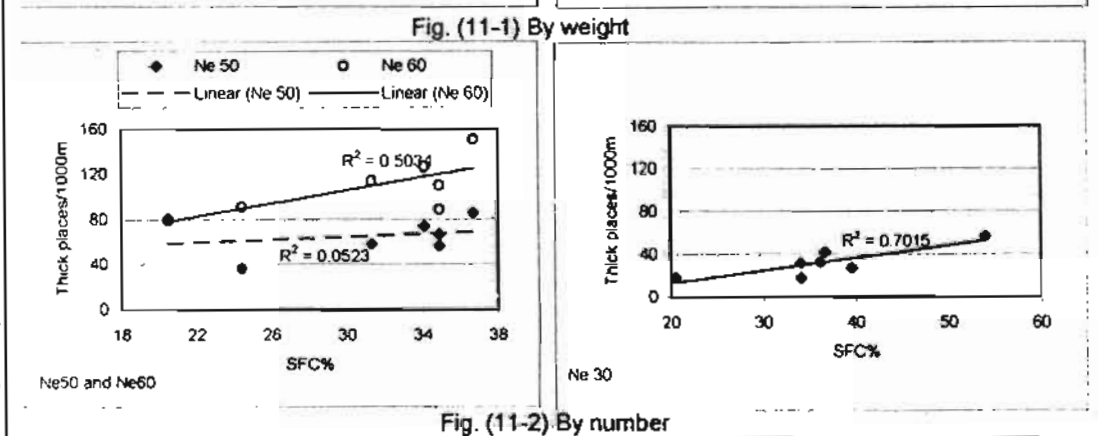 Fig. (11-1) By weight
Ne 50 Ne 60
Linear (Ne 50) Linear (Ne 60)
Thick places/1000m
160
120
80
40
0
R² = 0.5034
R² = 0.0523
18 22 26 30 34 38
SFC%
Ne50 and Ne60
Thick places/1000m
160
120
80
40
0
R² = 0.7015
20 30 40 50 60
SFC%
Ne 30
Fig. (11-2) By number